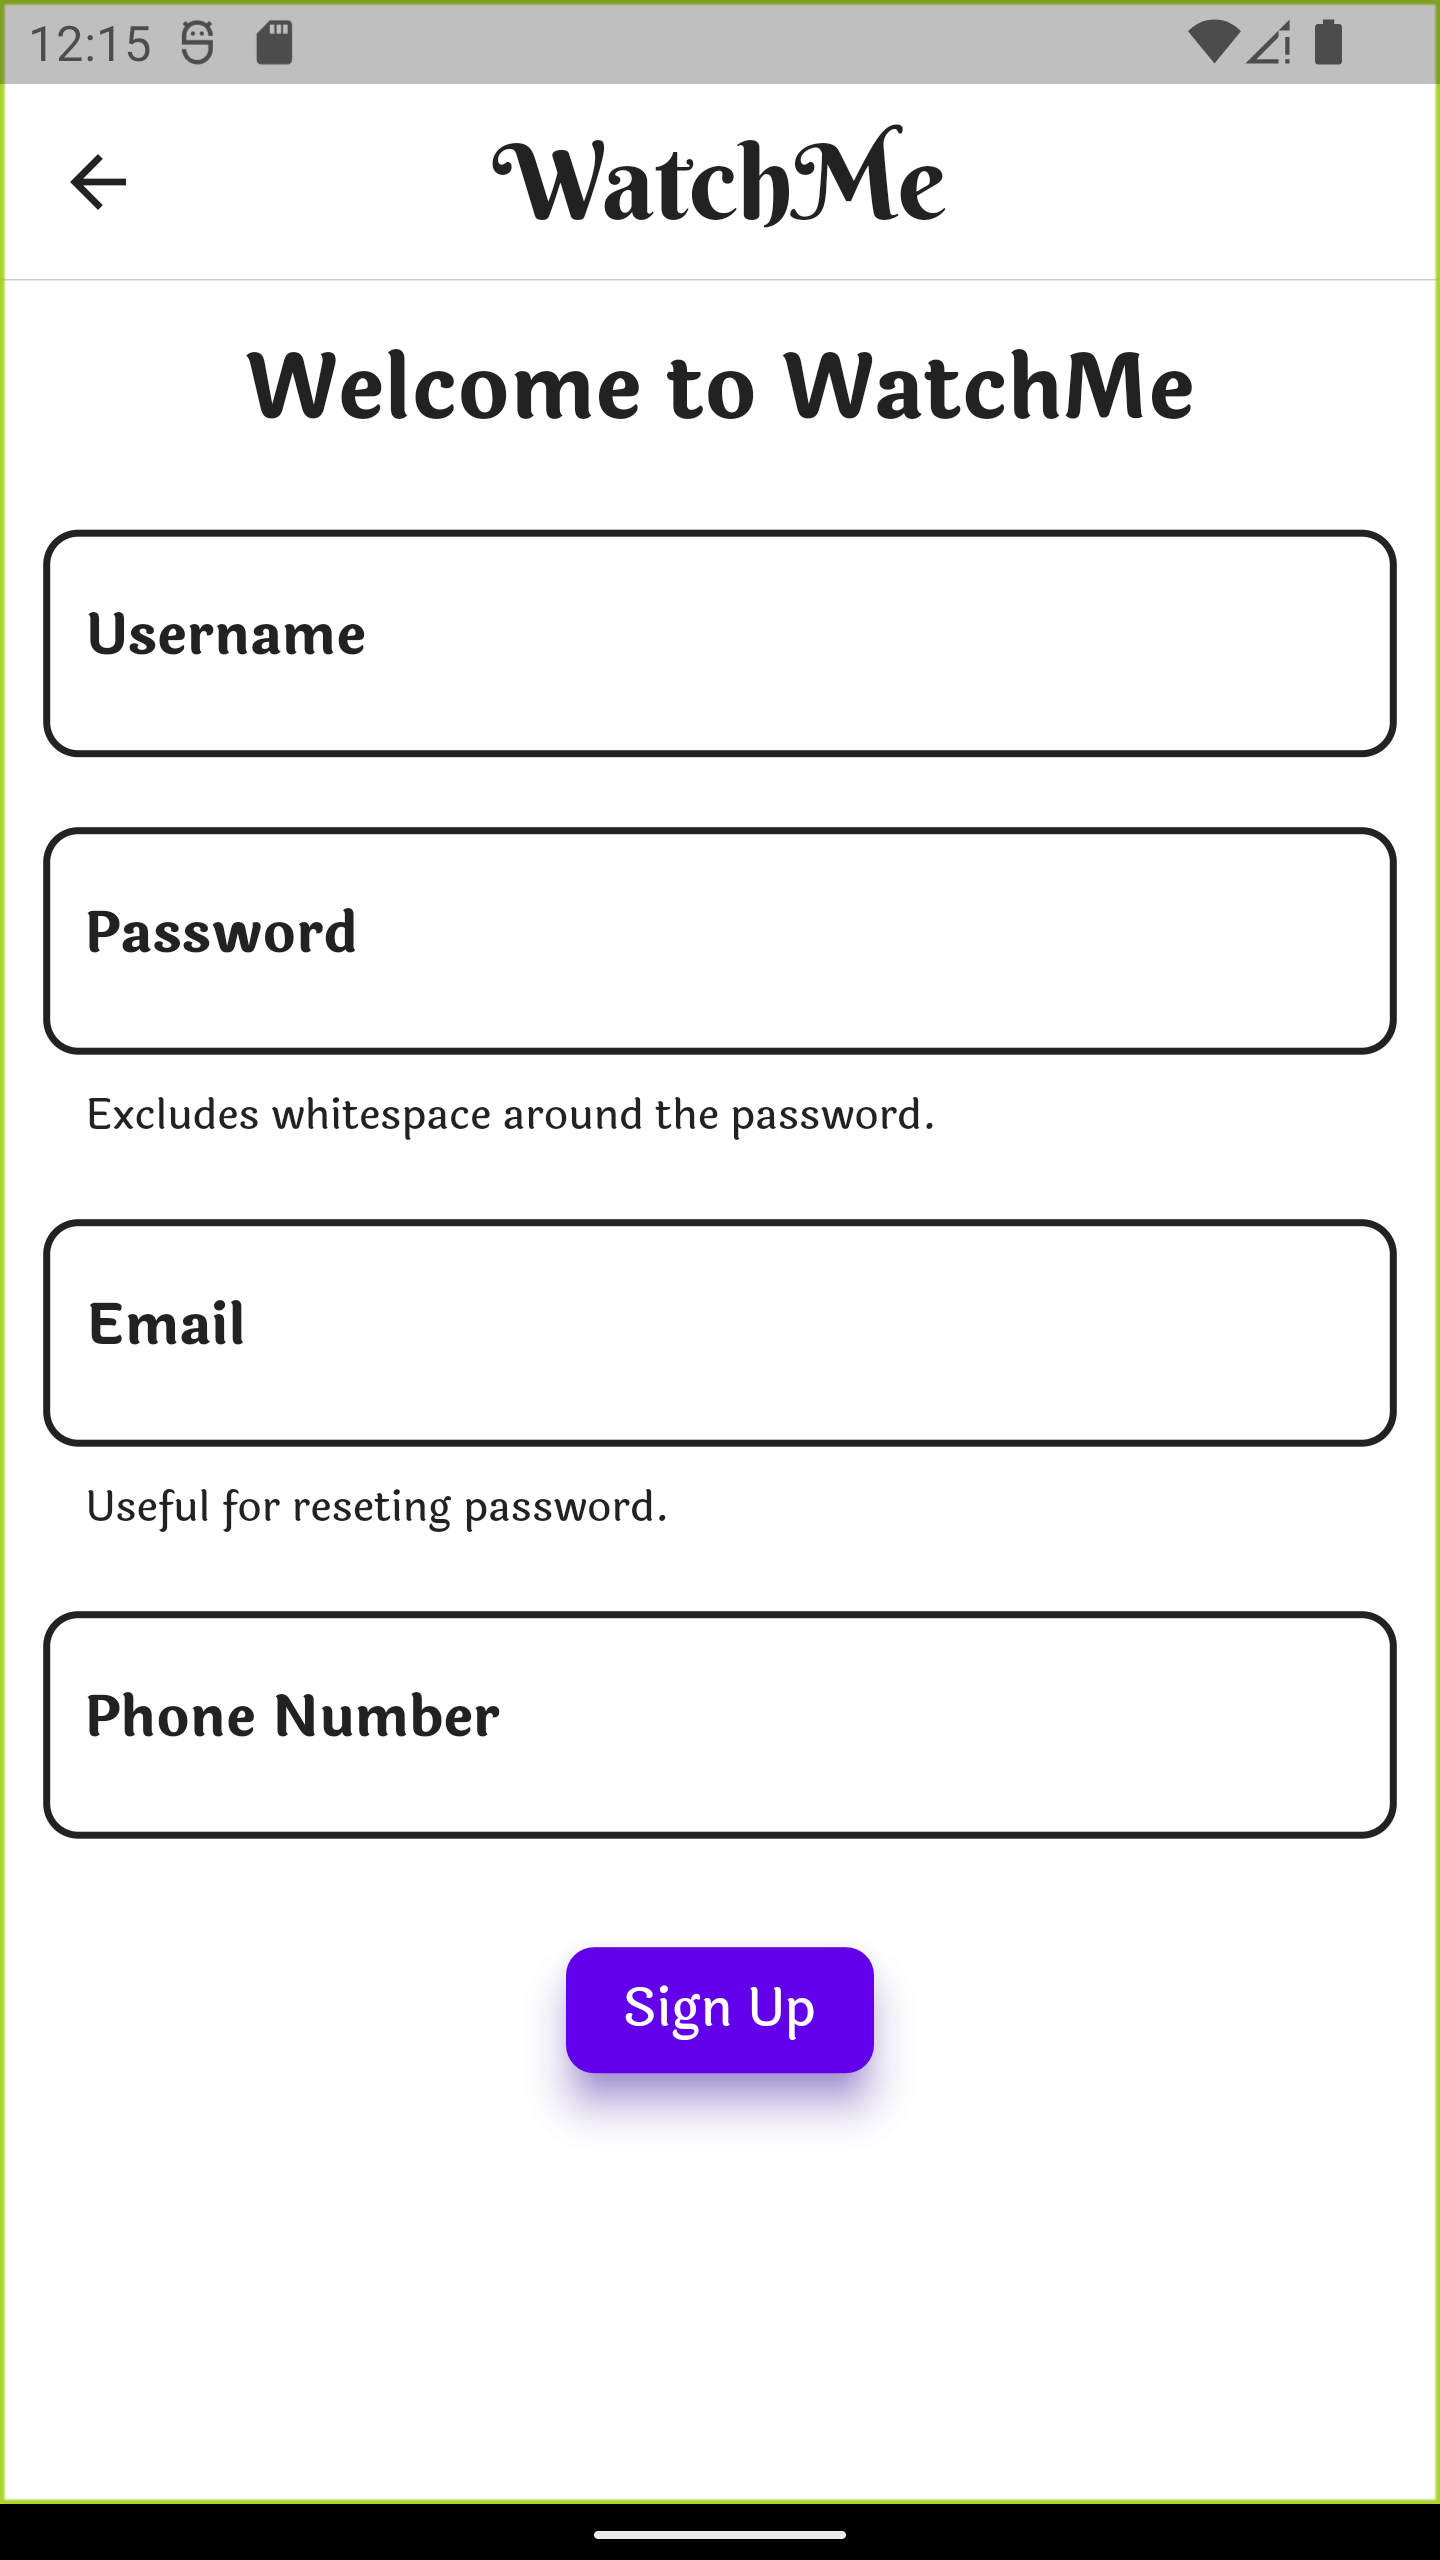 12:15
WatchMe
Welcome to WatchMe
Username
Password
Excludes whitespace around the password.
Email
Useful for reseting password.
Phone Number
Sign Up